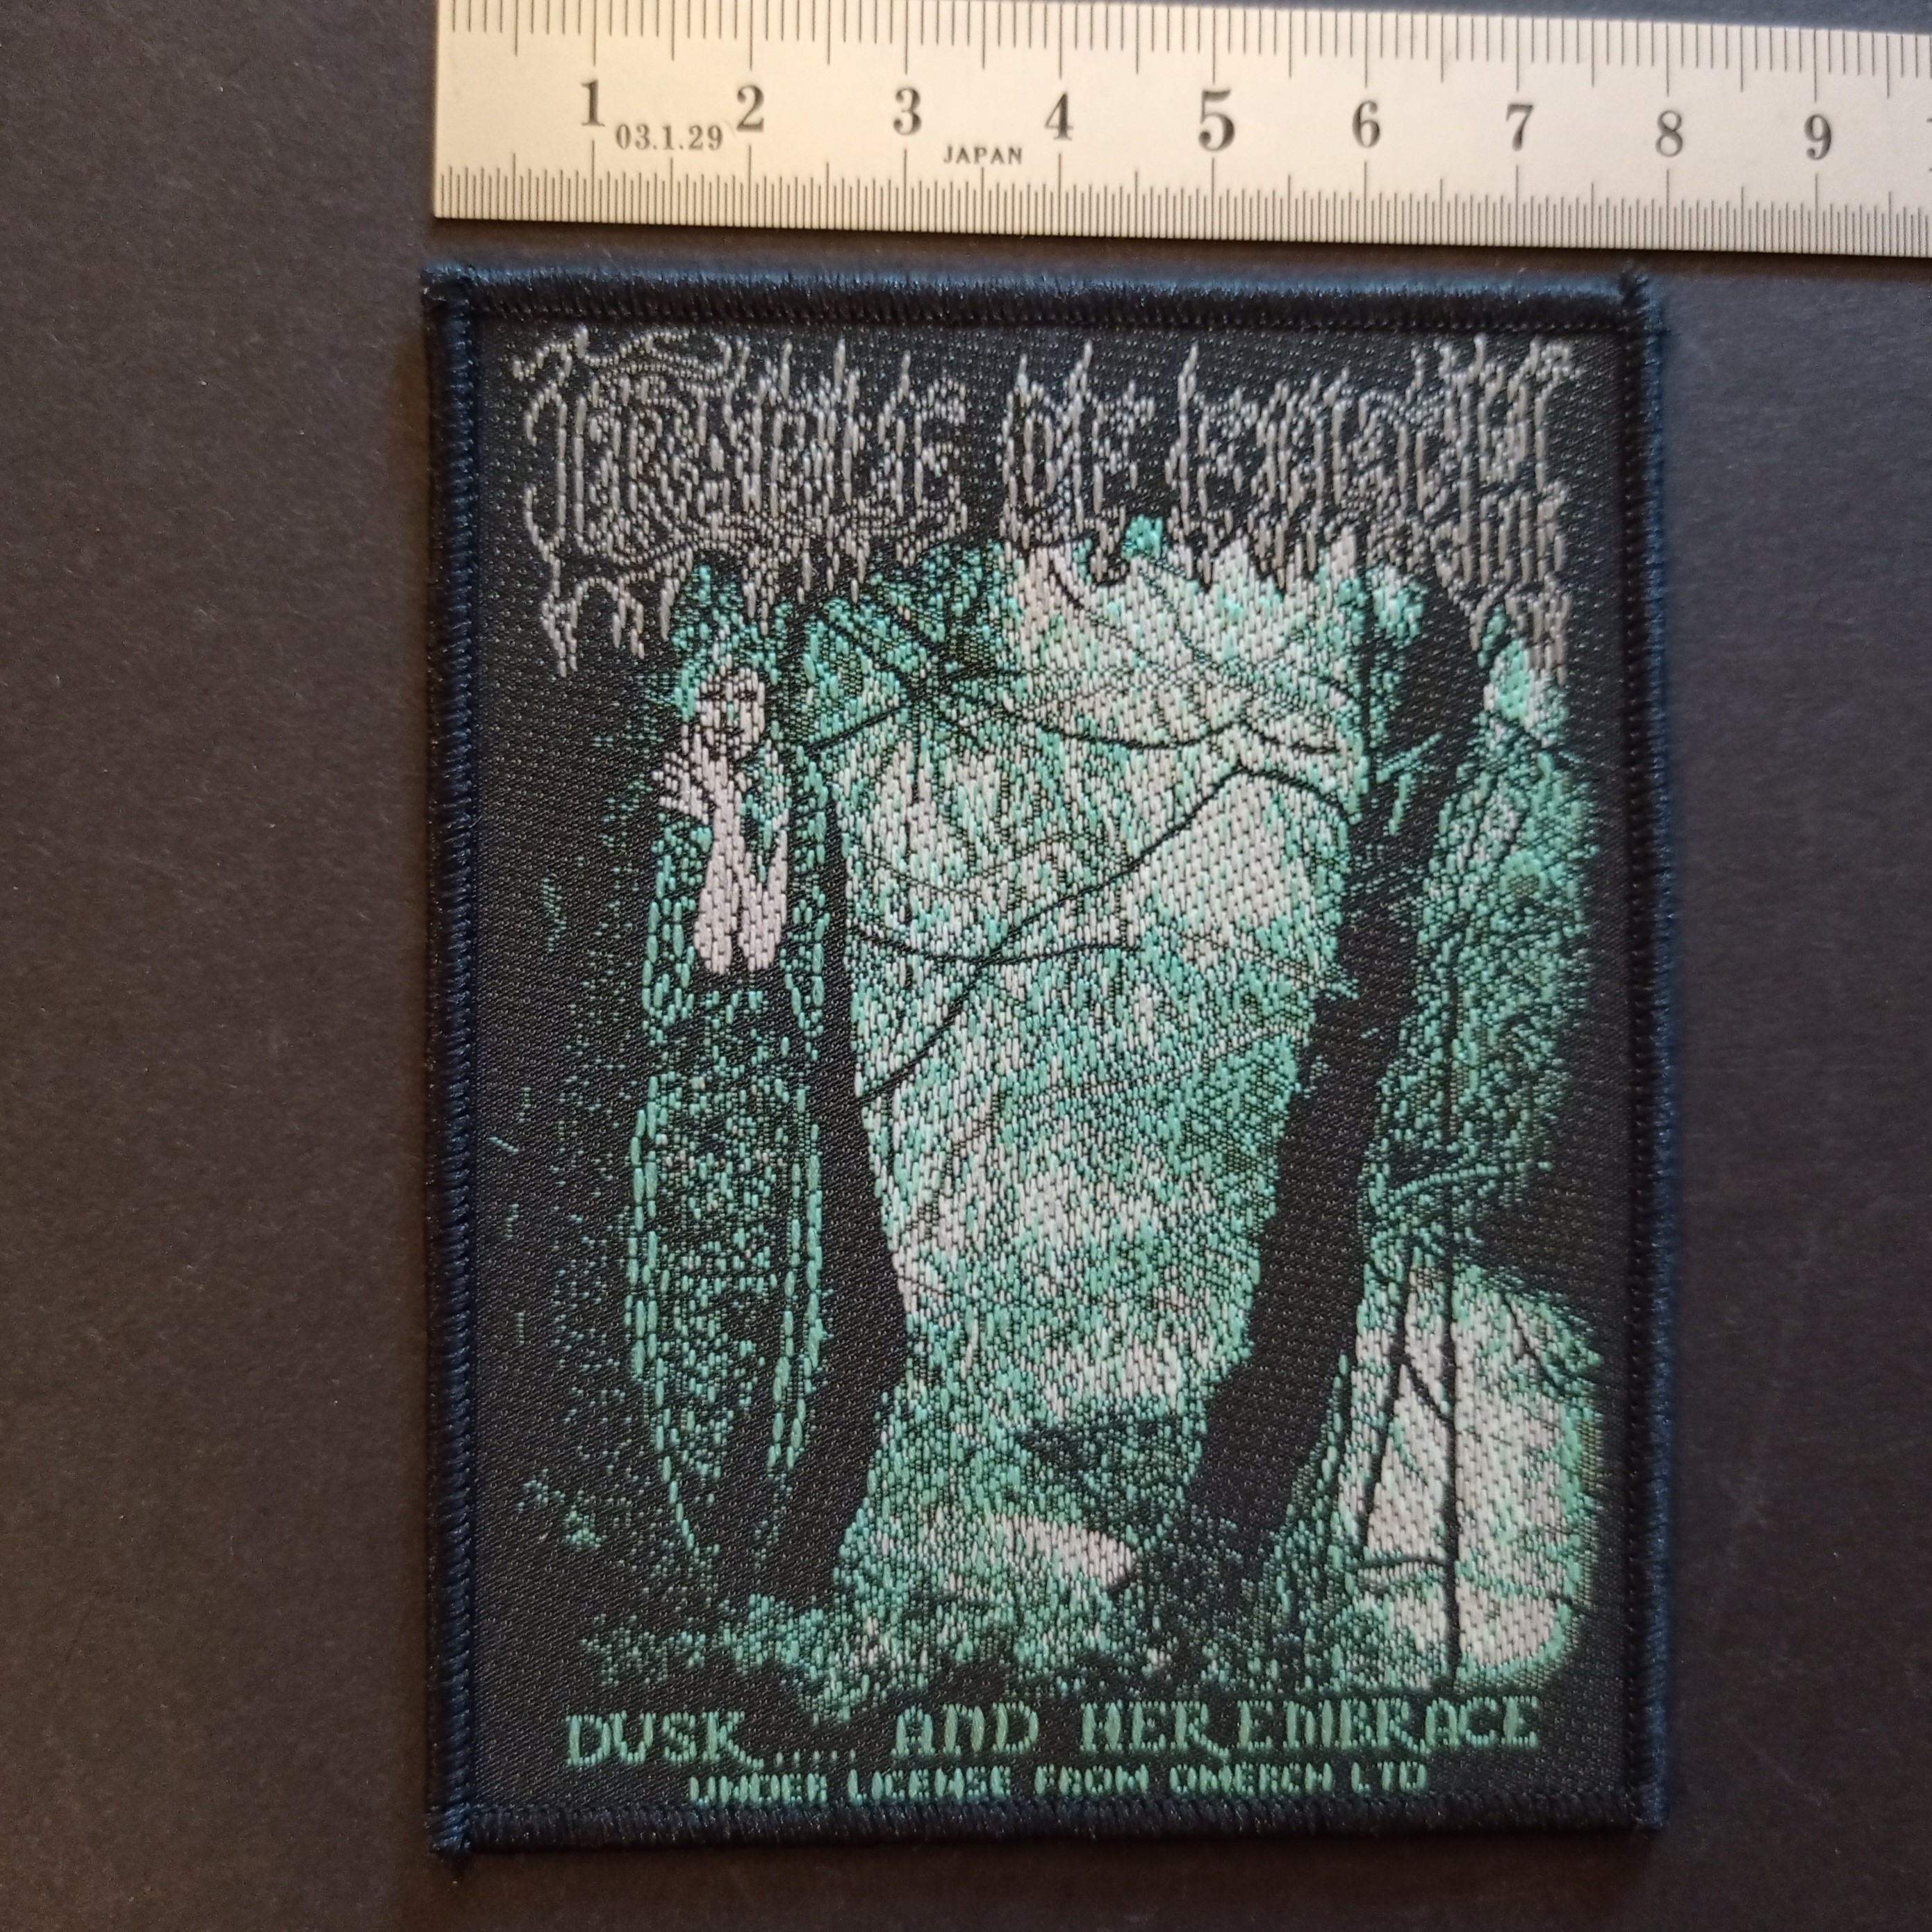 1 2 3 4 5 6 7 8 9
03.1.29 JAPAN
CRADLE OF FILTH
DUSK..... AND HER EMBRACE
UNDER LICENSE FROM OMERCH LTD